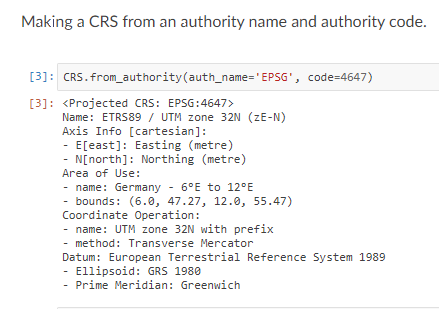 Making a CRS from an authority name and authority code.
[3]: CRS.from_authority(auth_name='EPSG', code=4647)
[3]: <Projected CRS: EPSG:4647>
Name: ETRS89 / UTM zone 32N (zE-N)
Axis Info [cartesian]:
- E[east]: Easting (metre)
- N[north]: Northing (metre)
Area of Use:
- name: Germany - 6°E to 12°E
- bounds: (6.0, 47.27, 12.0, 55.47)
Coordinate Operation:
- name: UTM zone 32N with prefix
- method: Transverse Mercator
Datum: European Terrestrial Reference System 1989
- Ellipsoid: GRS 1980
- Prime Meridian: Greenwich